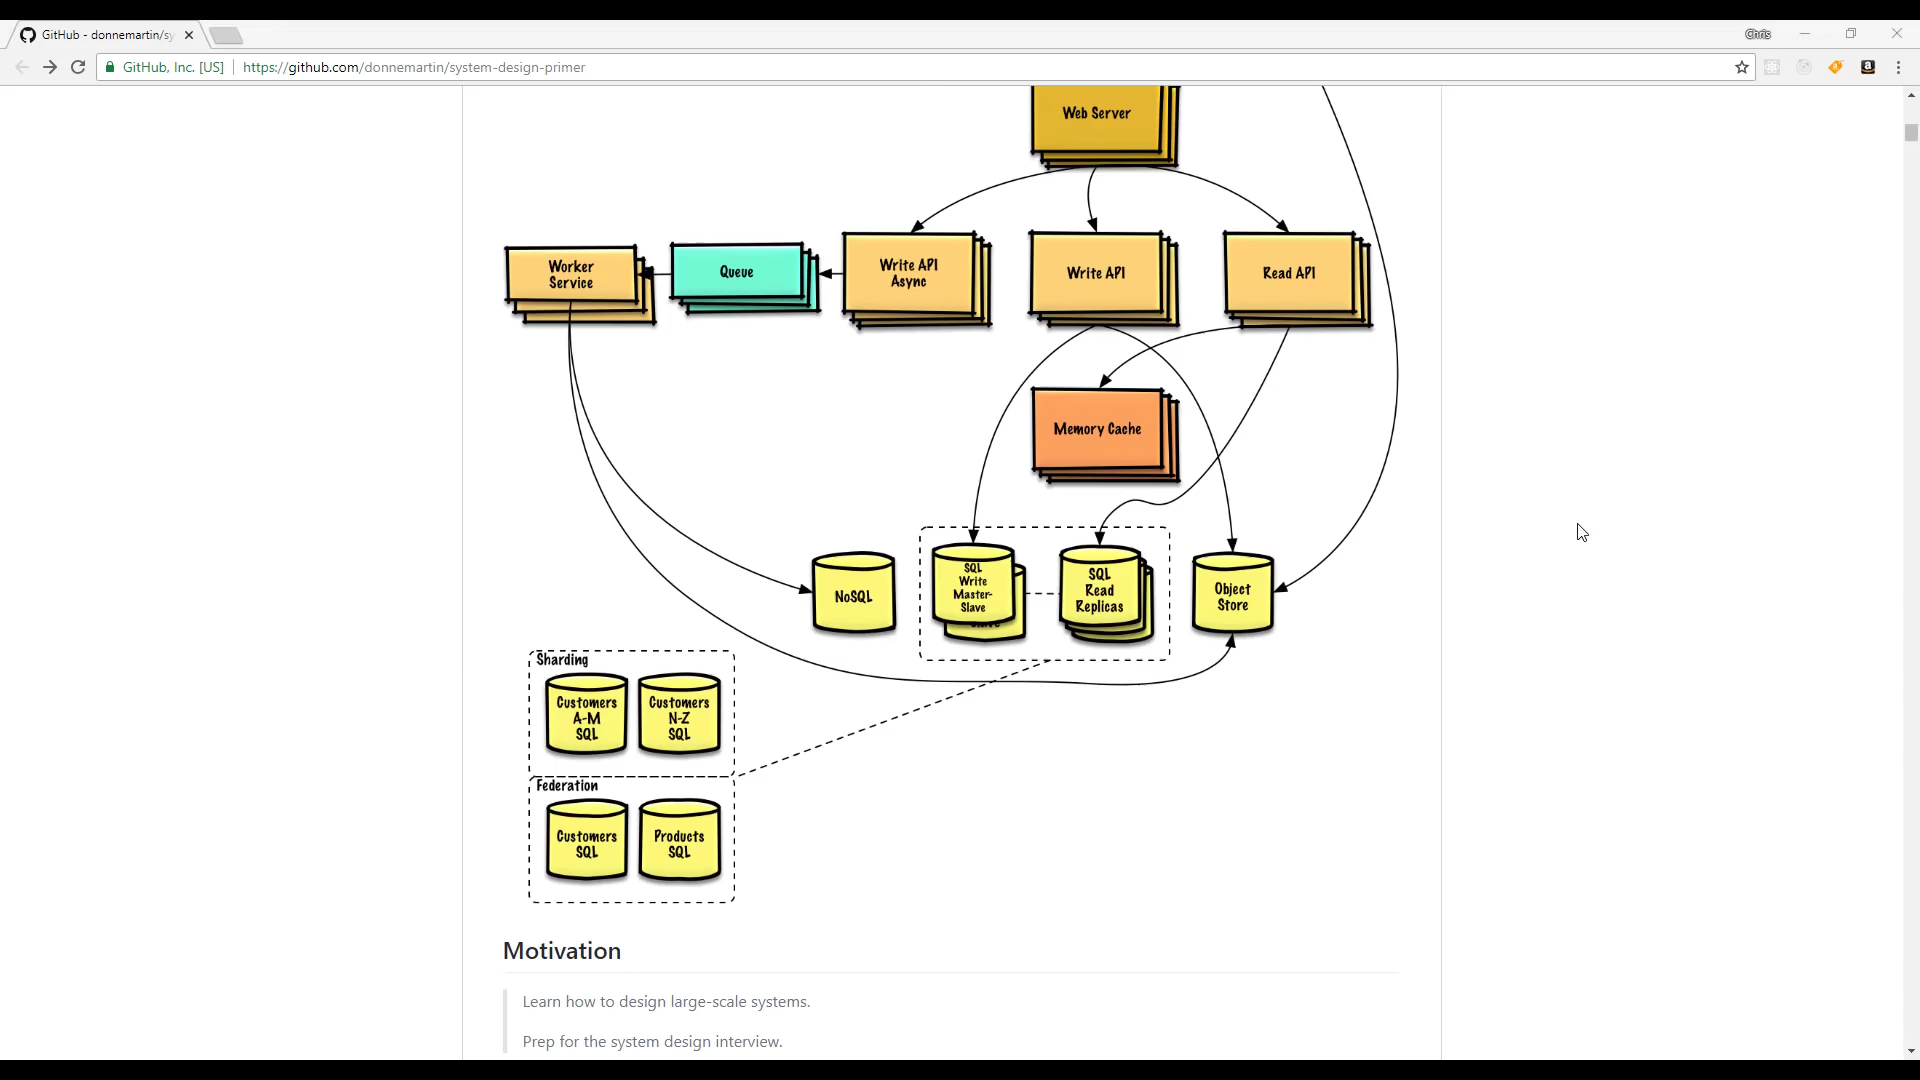 GitHub - donnemartin/sy
Chris
GitHub, Inc. [US]
https://github.com/donnemartin/system-design-primer
Web Server
Worker
Service
Queue
Write API
Async
Write API
Read API
Memory Cache
NoSQL
SQL
Write
Master-
Slave
SQL
Read
Replicas
Object
Store
Sharding
Customers
A-M
SQL
Customers
N-Z
SQL
Federation
Customers
SQL
Products
SQL
Motivation
Learn how to design large-scale systems.
Prep for the system design interview.